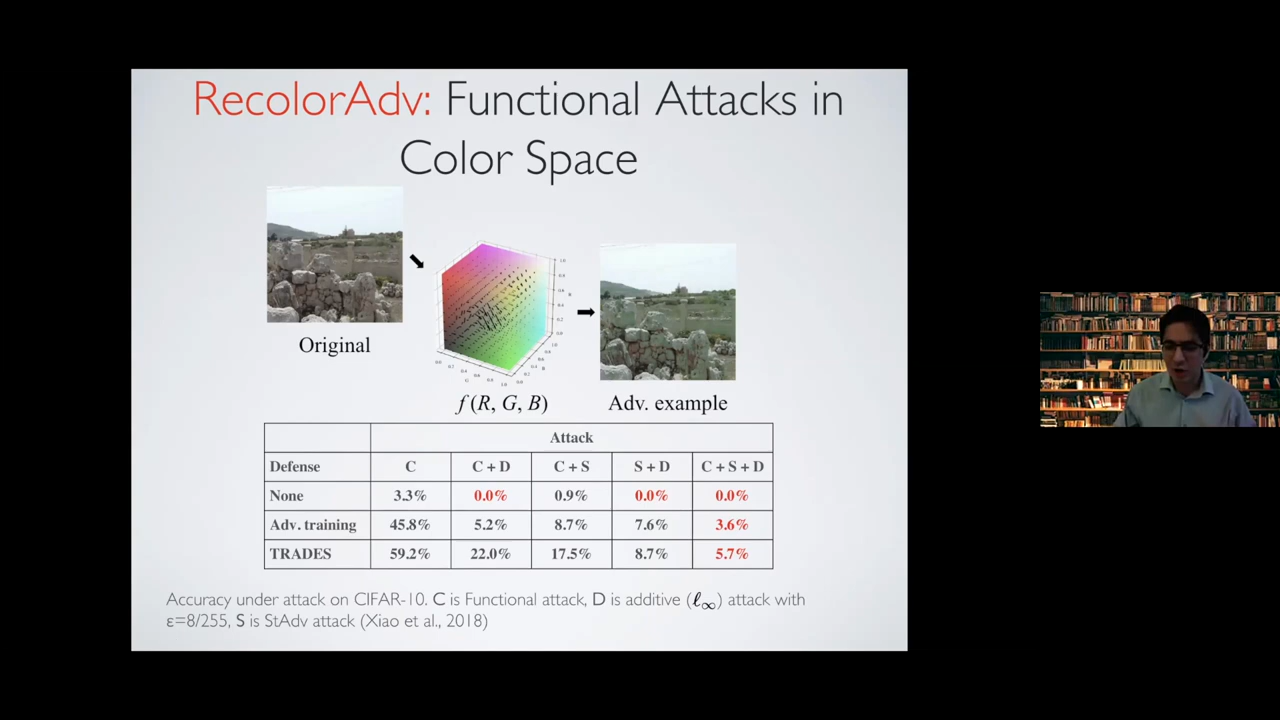 RecolorAdv: Functional Attacks in
Color Space
Original
f (R, G, B)
Adv. example
Attack
Defense C C + D C + S S + D C + S + D
None 3.3% 0.0% 0.9% 0.0% 0.0%
Adv. training 45.8% 5.2% 8.7% 7.6% 3.6%
TRADES 59.2% 22.0% 17.5% 8.7% 5.7%
Accuracy under attack on CIFAR-10. C is Functional attack, D is additive (ℓ∞) attack with
ε=8/255, S is StAdv attack (Xiao et al., 2018)